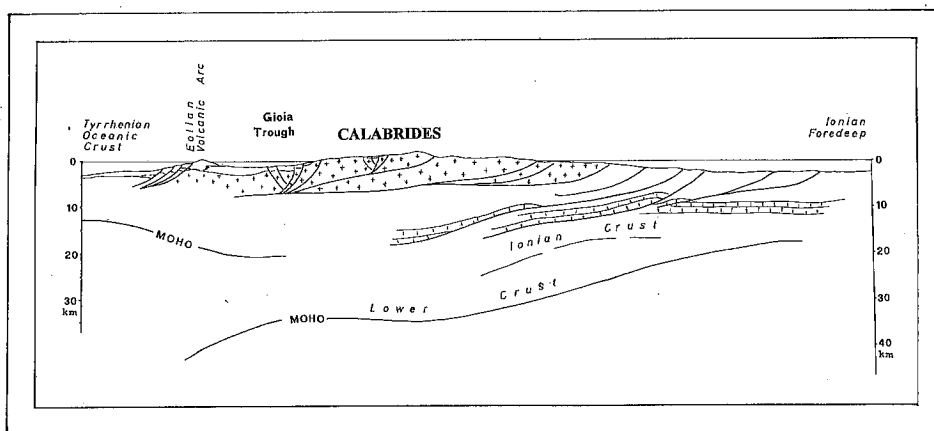 Tyrrhenian
Oceanic
Crust
Eolian
Volcanic Arc
Gioia
Trough
CALABRIDES
Ionian
Foredeep
0
10
20
30
km
0
10
20
30
40
km
MOHO
Ionian Crust
Lower Crust
MOHO